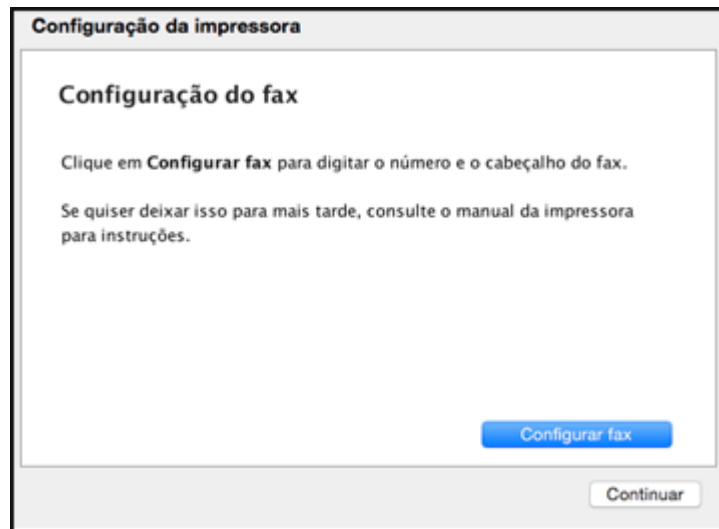 Configuração da impressora
Configuração do fax
Clique em Configurar fax para digitar o número e o cabeçalho do fax.
Se quiser deixar isso para mais tarde, consulte o manual da impressora
para instruções.
Configurar fax
Continuar